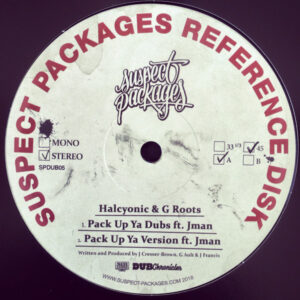 SUSPECT PACKAGES REFERENCE DISK
suspect
packages
MONO
STEREO
SPDUB05
33 1/3
45
A
B
Halcyonic & G Roots
1. Pack Up Ya Dubs ft. Jman
2. Pack Up Ya Version ft. Jman
Written and Produced by J Cresser-Brown, G Ash & J Francis
DUBChronicles
WWW.SUSPECT-PACKAGES.COM 2018